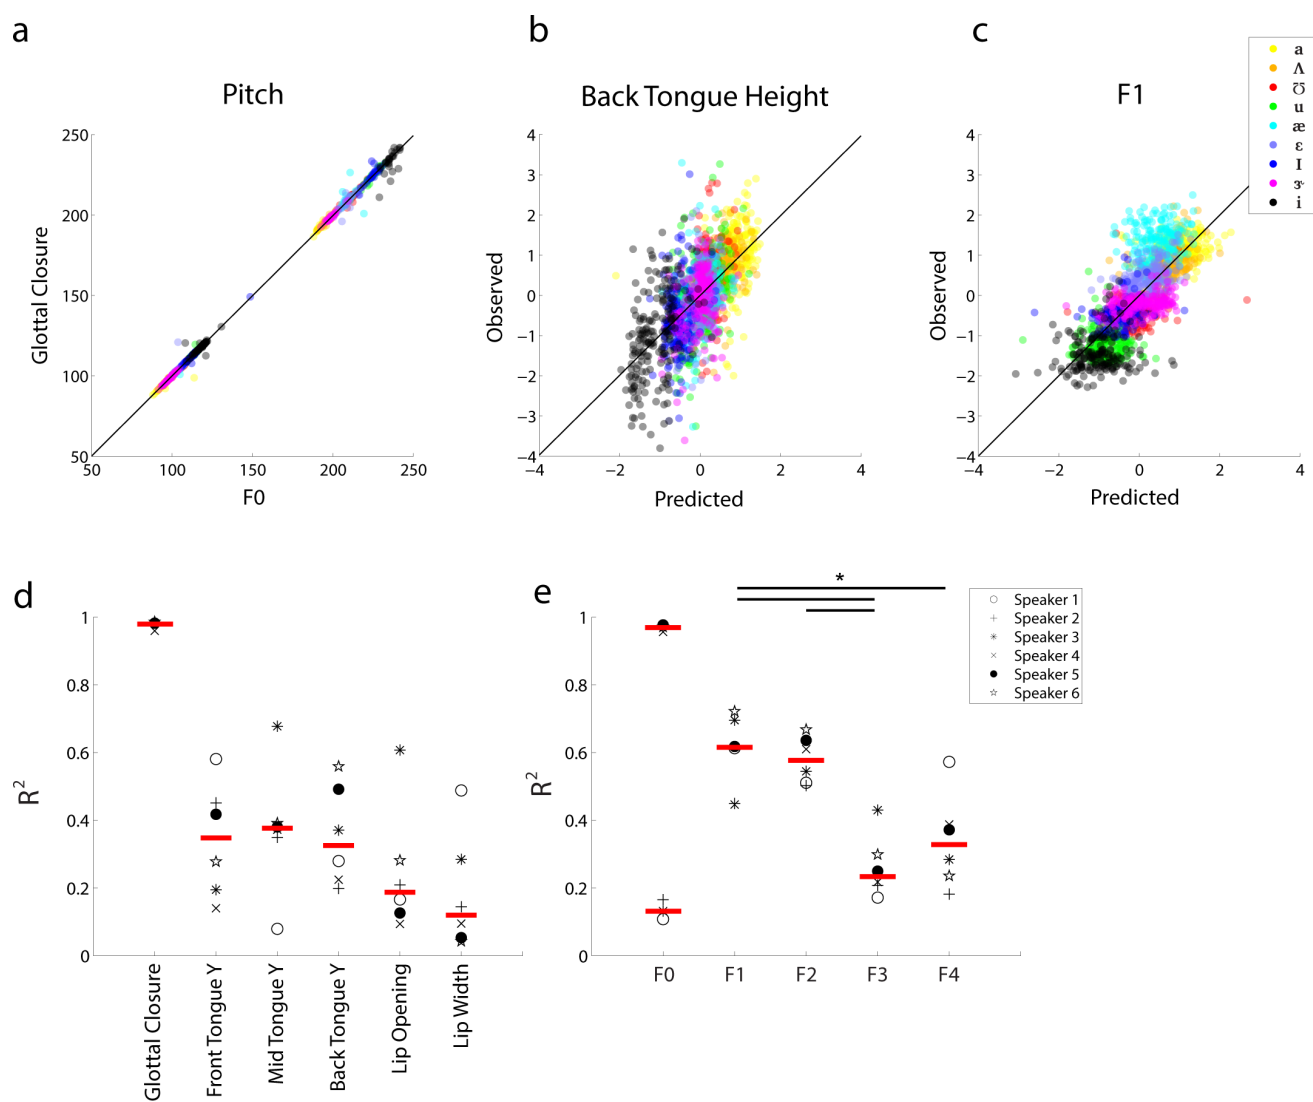 a
b
c
Pitch
Back Tongue Height
F1
a
Λ
Ʊ
u
æ
ε
I
ɝ
i
Glottal Closure
250
200
150
100
50
50
100
150
200
250
F0
Observed
4
3
2
1
0
−1
−2
−3
−4
−4
−2
0
2
4
Predicted
Observed
4
3
2
1
0
−1
−2
−3
−4
−4
−2
0
2
4
Predicted
d
e
*
Speaker 1
Speaker 2
Speaker 3
Speaker 4
Speaker 5
Speaker 6
R²
1
0.8
0.6
0.4
0.2
0
Glottal Closure
Front Tongue Y
Mid Tongue Y
Back Tongue Y
Lip Opening
Lip Width
R²
1
0.8
0.6
0.4
0.2
0
F0
F1
F2
F3
F4